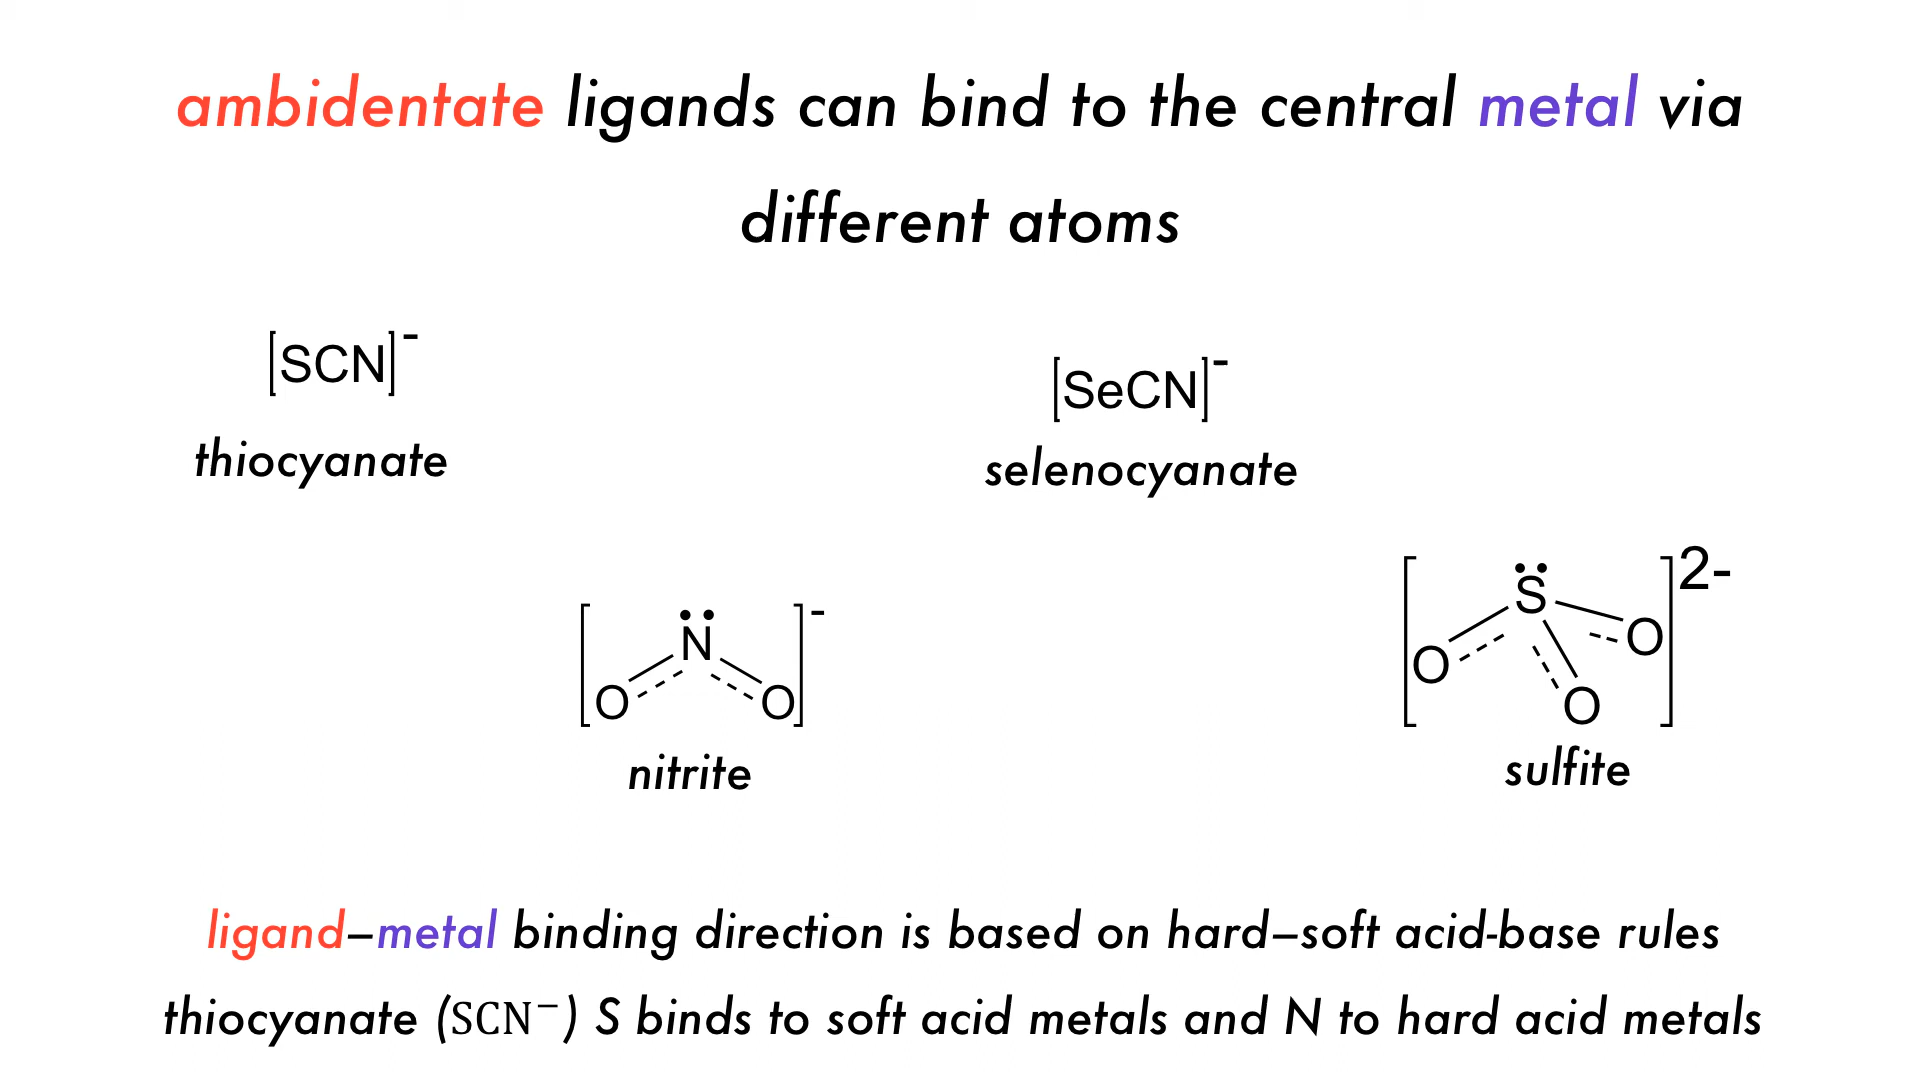 ambidentate ligands can bind to the central metal via
different atoms
[SCN]-
thiocyanate
[SeCN]-
selenocyanate
[O N O]-
nitrite
[S O O O]2-
sulfite
ligand–metal binding direction is based on hard–soft acid-base rules
thiocyanate (SCN⁻) S binds to soft acid metals and N to hard acid metals